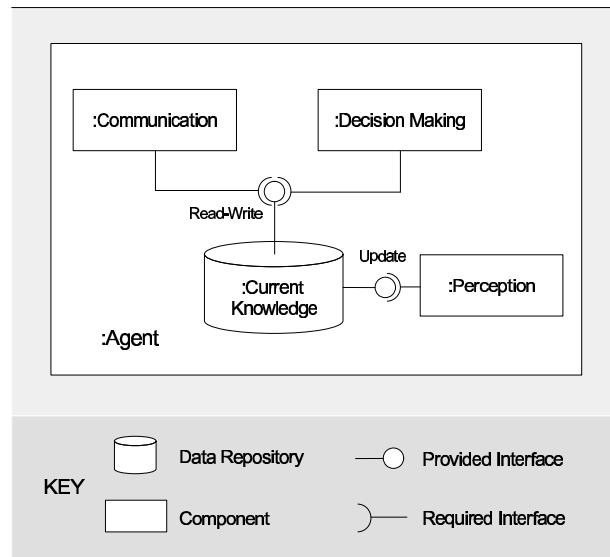 :Communication
:Decision Making
Read-Write
Update
:Current
Knowledge
:Perception
:Agent
KEY
Data Repository
Provided Interface
Component
Required Interface